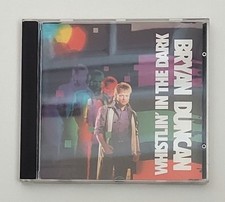 BRYAN DUNCAN
WHISTLIN' IN THE DARK